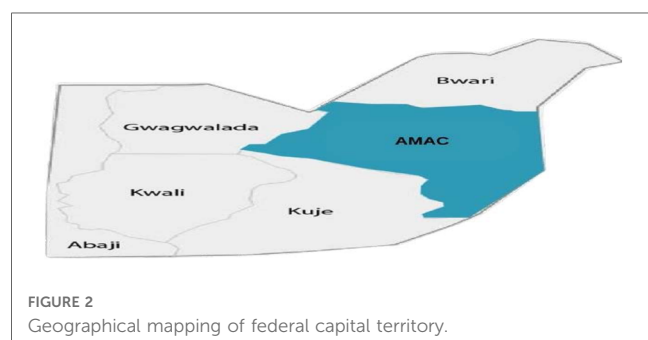 Bwari
Gwagwalada
AMAC
Kwali
Kuje
Abaji
FIGURE 2
Geographical mapping of federal capital territory.